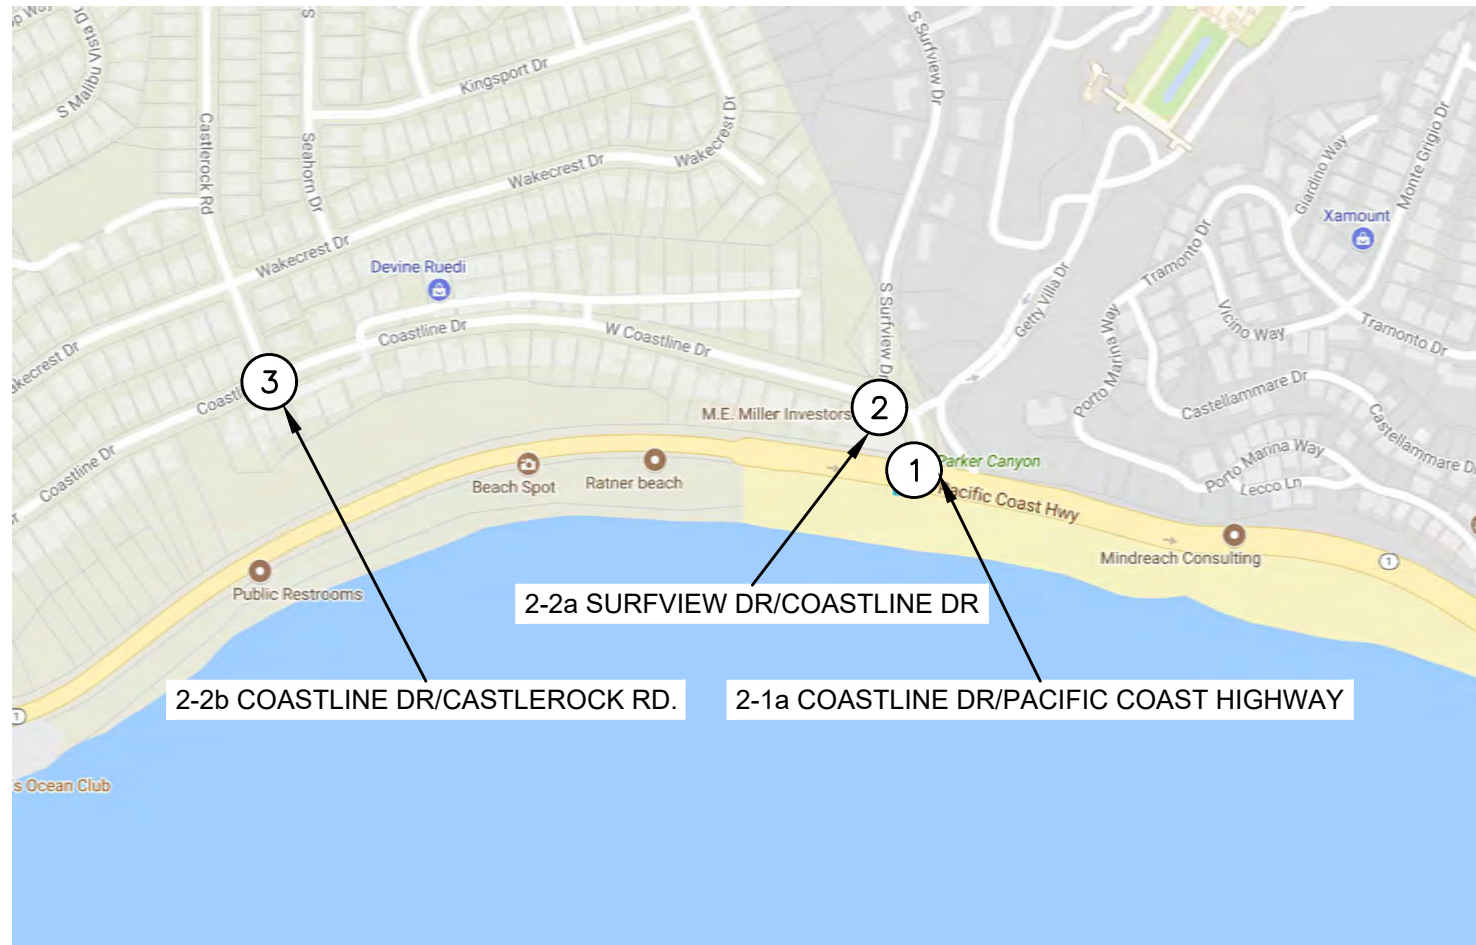 S Malibu Vista Dr
Castlerock Rd
S
Seahorn Dr
Kingsport Dr
Wakecrest Dr
Wakecrest Dr
Wakecrest Dr
S Surfview Dr
Giardino Way
Monte Grigio Dr
Xamount
Tramonto Dr
Devine Ruedi
Getty Villa Dr
S Surfview Dr
Vicino Way
Tramonto Dr
Porto Marina Way
Coastline Dr
W Coastline Dr
akecrest Dr
3
Coastl
Castellammare Dr
2
M.E. Miller Investors
Castellammare D
Coastline Dr
1
Parker Canyon
Porto Marina Way
Lecco Ln
Beach Spot
Ratner beach
Pacific Coast Hwy
Mindreach Consulting
1
Public Restrooms
2-2a SURFVIEW DR/COASTLINE DR
2-2b COASTLINE DR/CASTLEROCK RD.
2-1a COASTLINE DR/PACIFIC COAST HIGHWAY
1
s Ocean Club